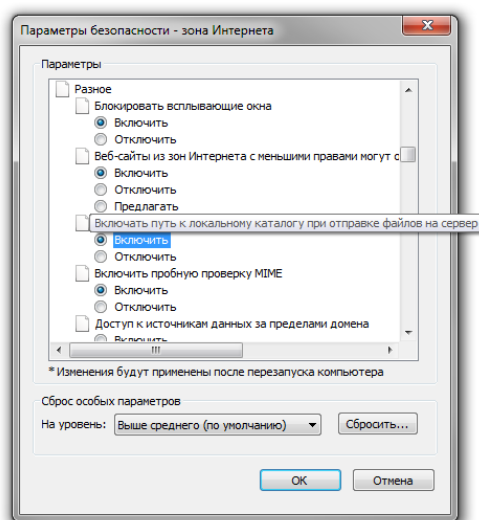 Параметры безопасности - зона Интернета
Параметры
Разное
Блокировать всплывающие окна
Включить
Отключить
Веб-сайты из зон Интернета с меньшими правами могут о
Включить
Отключить
Предлагать
Включать путь к локальному каталогу при отправке файлов на сервер
Включить
Отключить
Включить пробную проверку MIME
Включить
Отключить
Доступ к источникам данных за пределами домена
Включить
* Изменения будут применены после перезапуска компьютера
Сброс особых параметров
На уровень: Выше среднего (по умолчанию) Сбросить...
OK Отмена